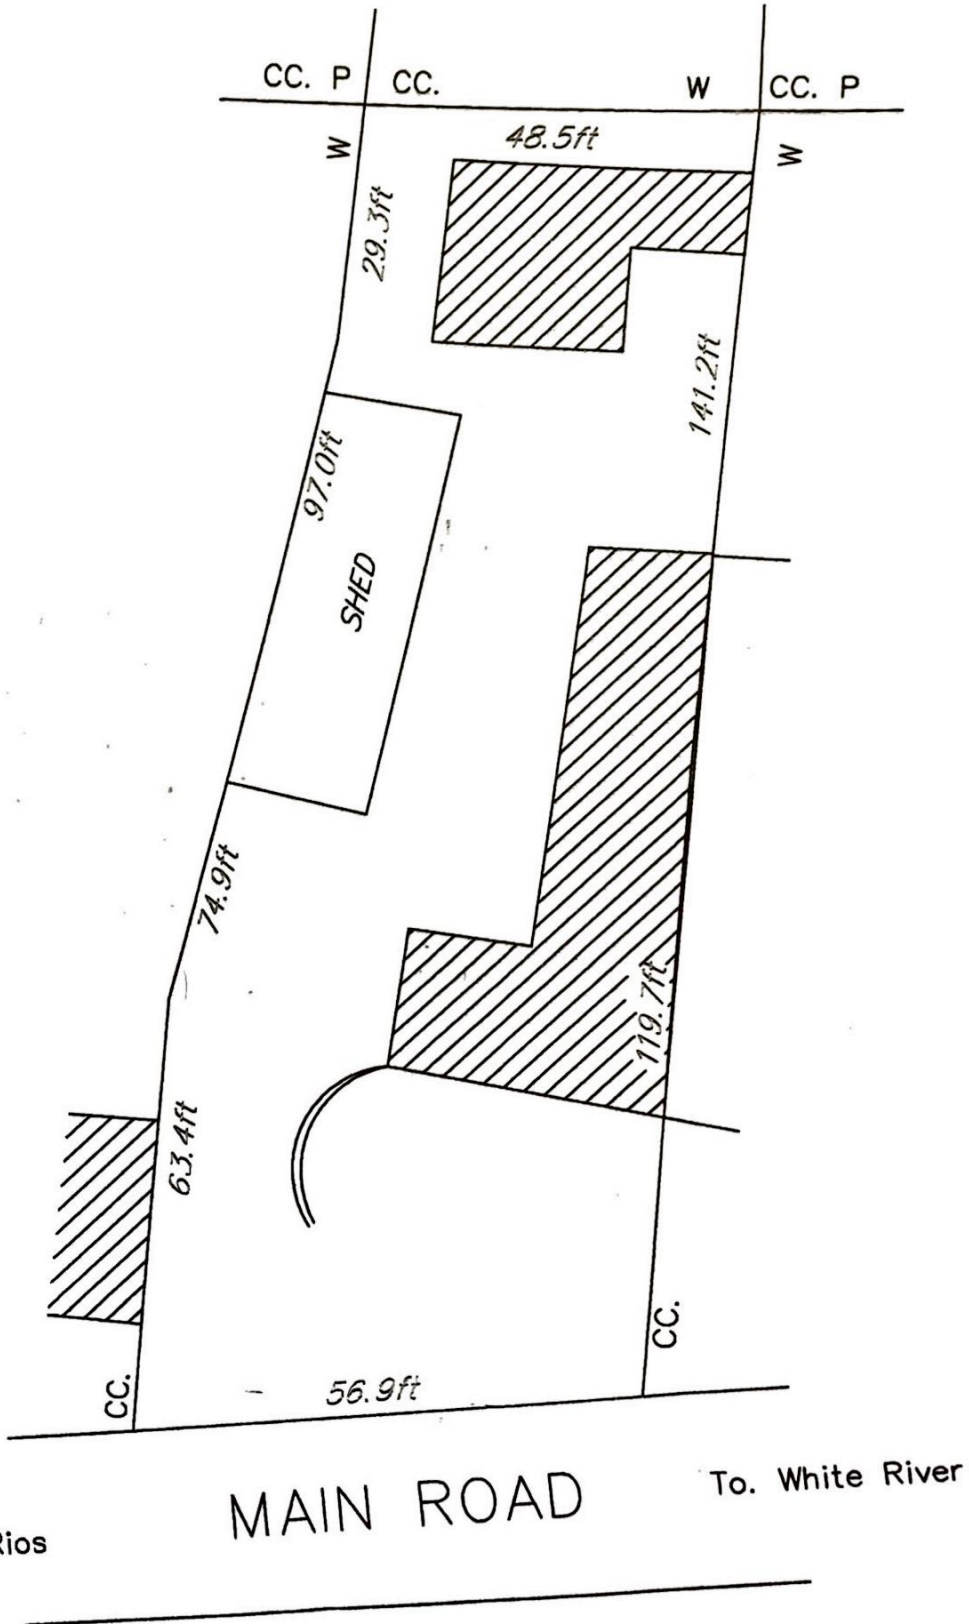 CC. P CC. W CC. P
W 48.5ft W
29.3ft
141.2ft
97.0ft
SHED
74.9ft
119.7ft
63.4ft
CC.
CC.
56.9ft
MAIN ROAD
To. White River
Rios